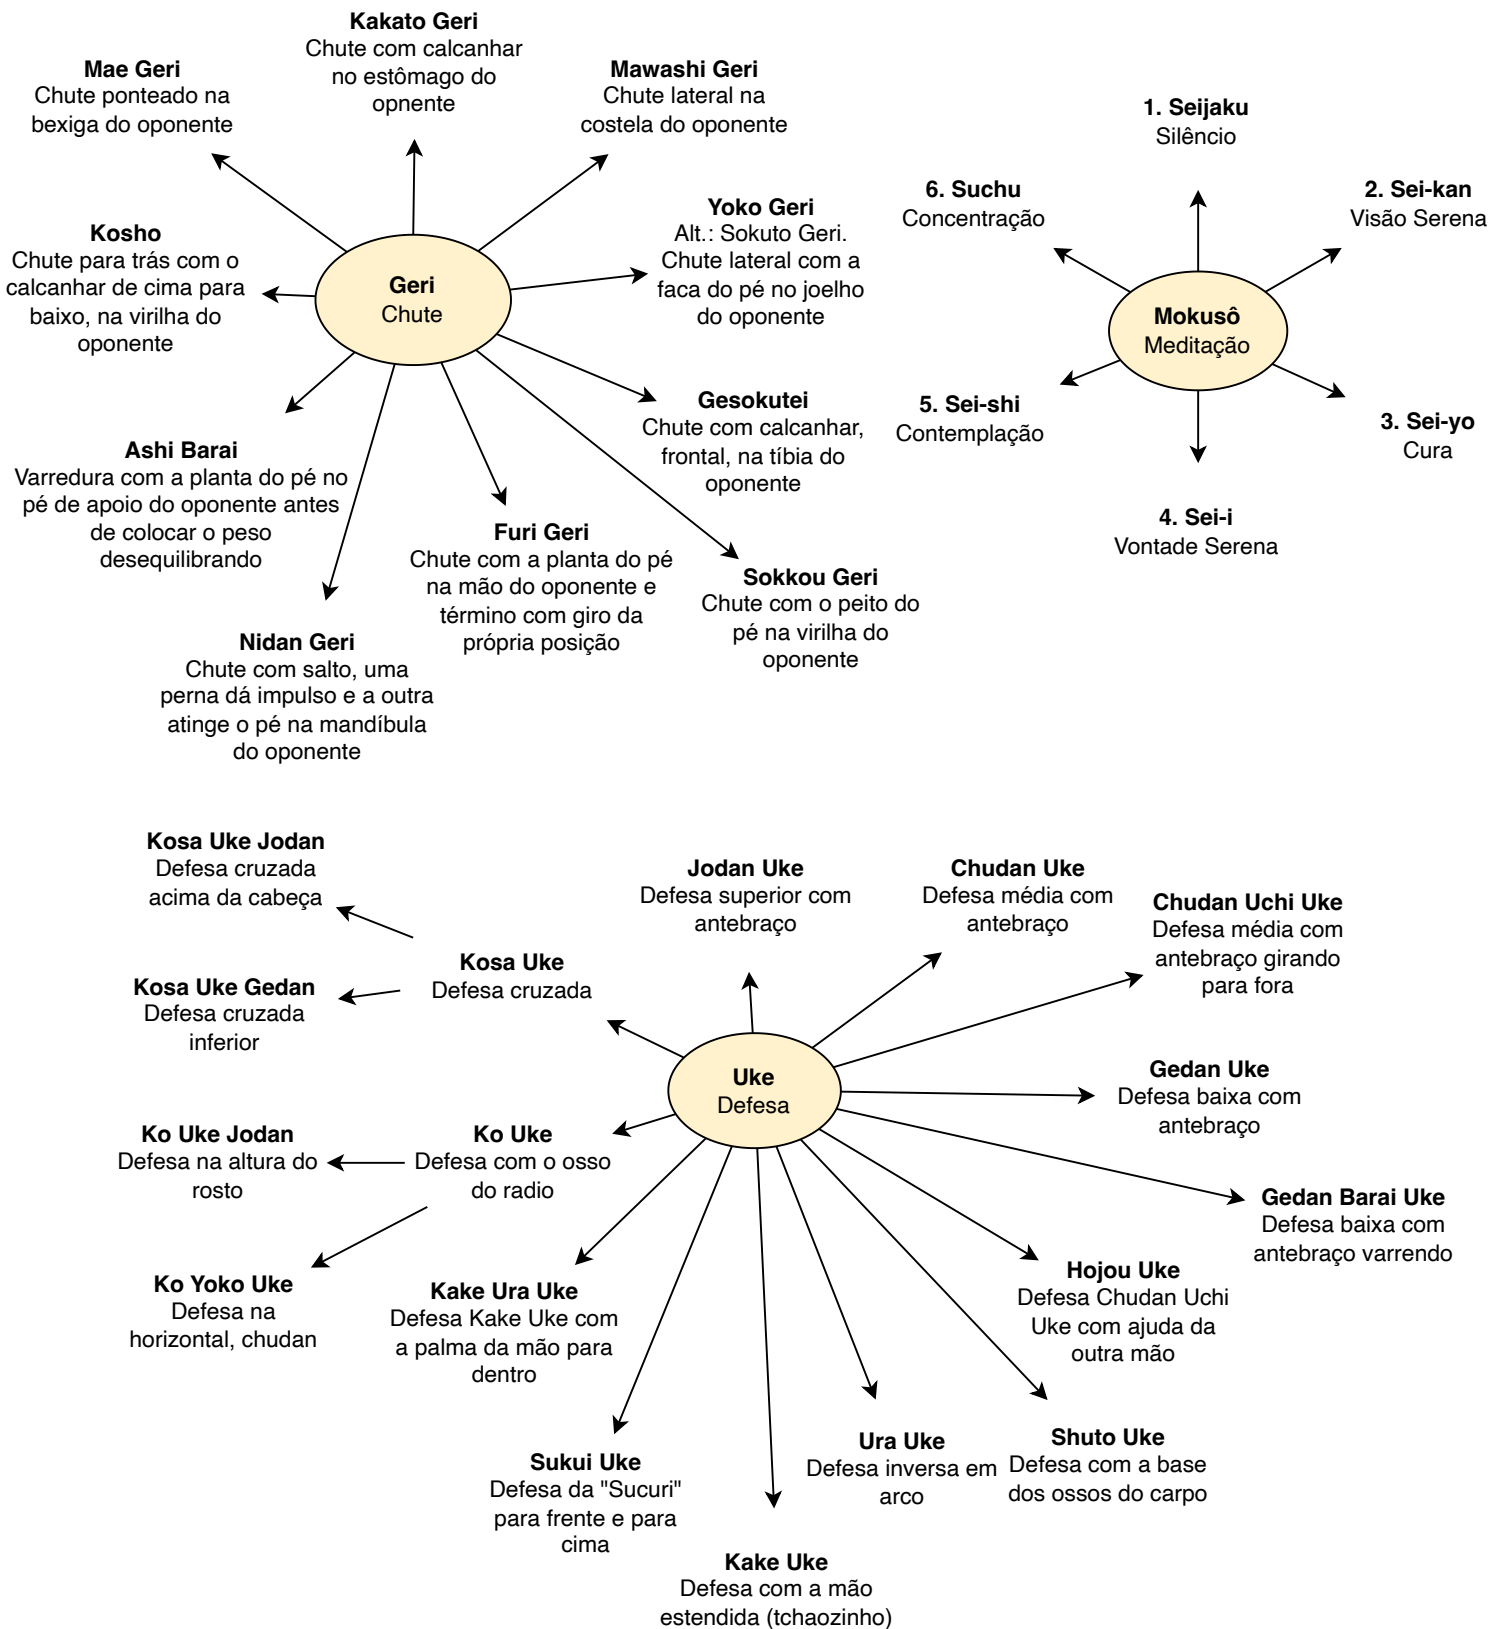 Kakato Geri
Chute com calcanhar
no estômago do
opnente
Mae Geri
Chute ponteado na
bexiga do oponente
Mawashi Geri
Chute lateral na
costela do oponente
Kosho
Chute para trás com o
calcanhar de cima para
baixo, na virilha do
oponente
Geri
Chute
Yoko Geri
Alt.: Sokuto Geri.
Chute lateral com a
faca do pé no joelho
do oponente
Gesokutei
Chute com calcanhar,
frontal, na tíbia do
oponente
Ashi Barai
Varredura com a planta do pé no
pé de apoio do oponente antes
de colocar o peso
desequilibrando
Furi Geri
Chute com a planta do pé
na mão do oponente e
término com giro da
própria posição
Sokkou Geri
Chute com o peito do
pé na virilha do
oponente
Nidan Geri
Chute com salto, uma
perna dá impulso e a outra
atinge o pé na mandíbula
do oponente
1. Seijaku
Silêncio
6. Suchu
Concentração
2. Sei-kan
Visão Serena
Mokusô
Meditação
5. Sei-shi
Contemplação
3. Sei-yo
Cura
4. Sei-i
Vontade Serena
Kosa Uke Jodan
Defesa cruzada
acima da cabeça
Jodan Uke
Defesa superior com
antebraço
Chudan Uke
Defesa média com
antebraço
Chudan Uchi Uke
Defesa média com
antebraço girando
para fora
Kosa Uke
Defesa cruzada
Kosa Uke Gedan
Defesa cruzada
inferior
Uke
Defesa
Gedan Uke
Defesa baixa com
antebraço
Ko Uke Jodan
Defesa na altura do
rosto
Ko Uke
Defesa com o osso
do radio
Gedan Barai Uke
Defesa baixa com
antebraço varrendo
Ko Yoko Uke
Defesa na
horizontal, chudan
Kake Ura Uke
Defesa Kake Uke com
a palma da mão para
dentro
Hojou Uke
Defesa Chudan Uchi
Uke com ajuda da
outra mão
Sukui Uke
Defesa da "Sucuri"
para frente e para
cima
Ura Uke
Defesa inversa em
arco
Shuto Uke
Defesa com a base
dos ossos do carpo
Kake Uke
Defesa com a mão
estendida (tchaozinho)